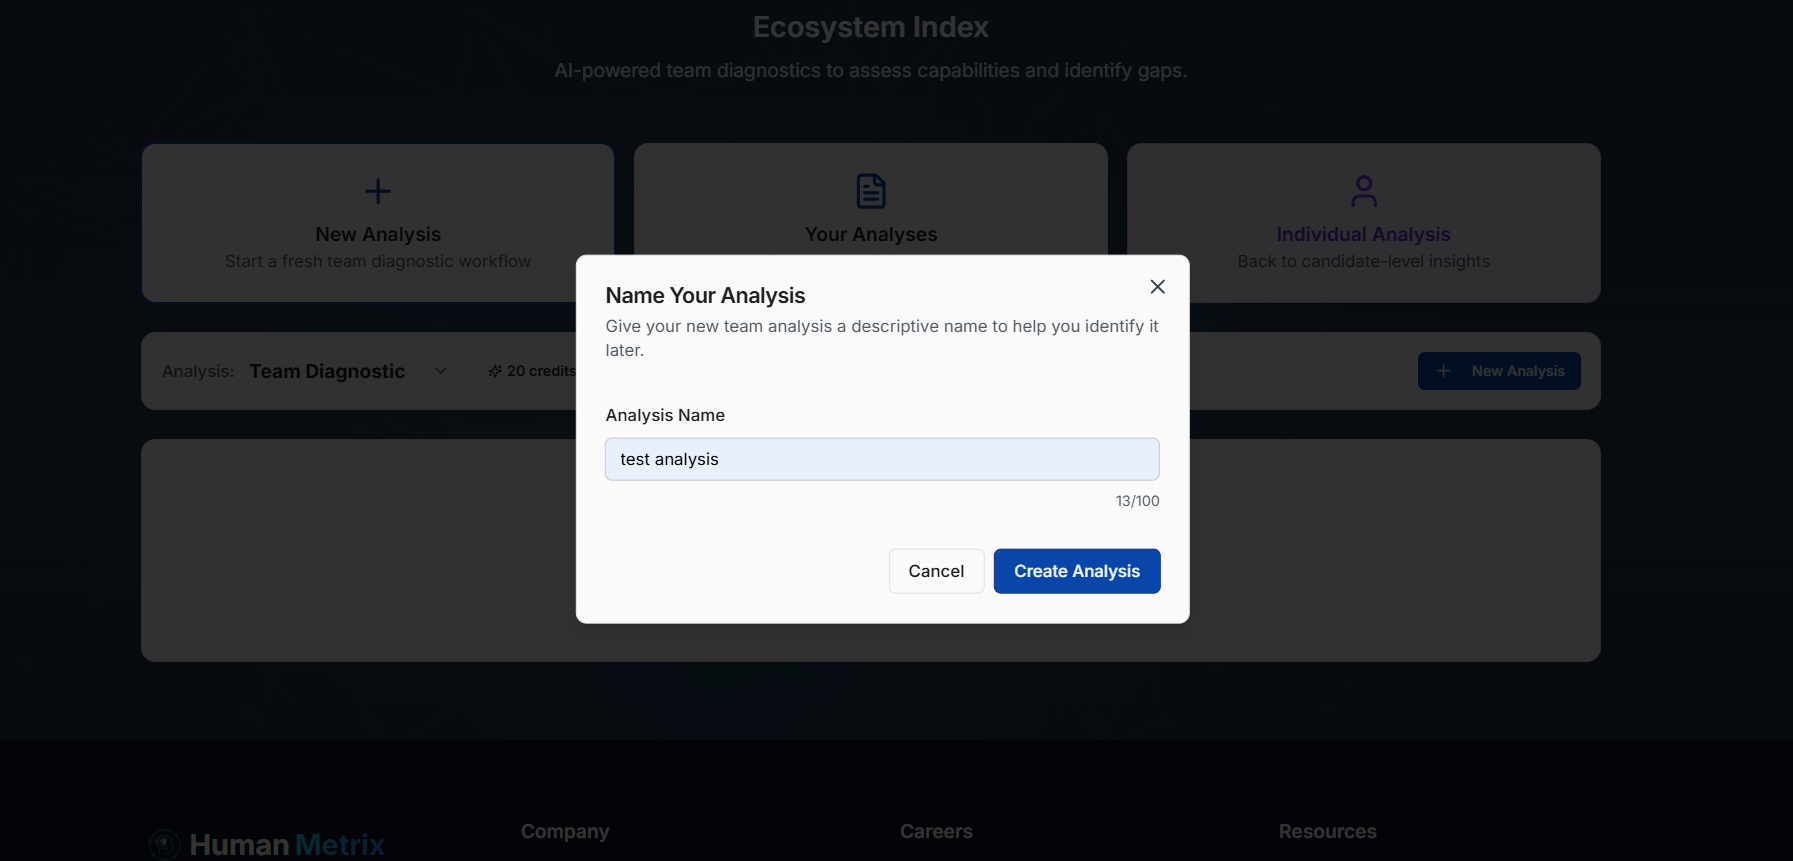 Ecosystem Index
AI-powered team diagnostics to assess capabilities and identify gaps.
New Analysis
Start a fresh team diagnostic workflow
Your Analyses
Individual Analysis
Back to candidate-level insights
Analysis: Team Diagnostic
20 credits
New Analysis
Name Your Analysis
Give your new team analysis a descriptive name to help you identify it
later.
Analysis Name
test analysis
13/100
Cancel
Create Analysis
Human Metrix
Company
Careers
Resources